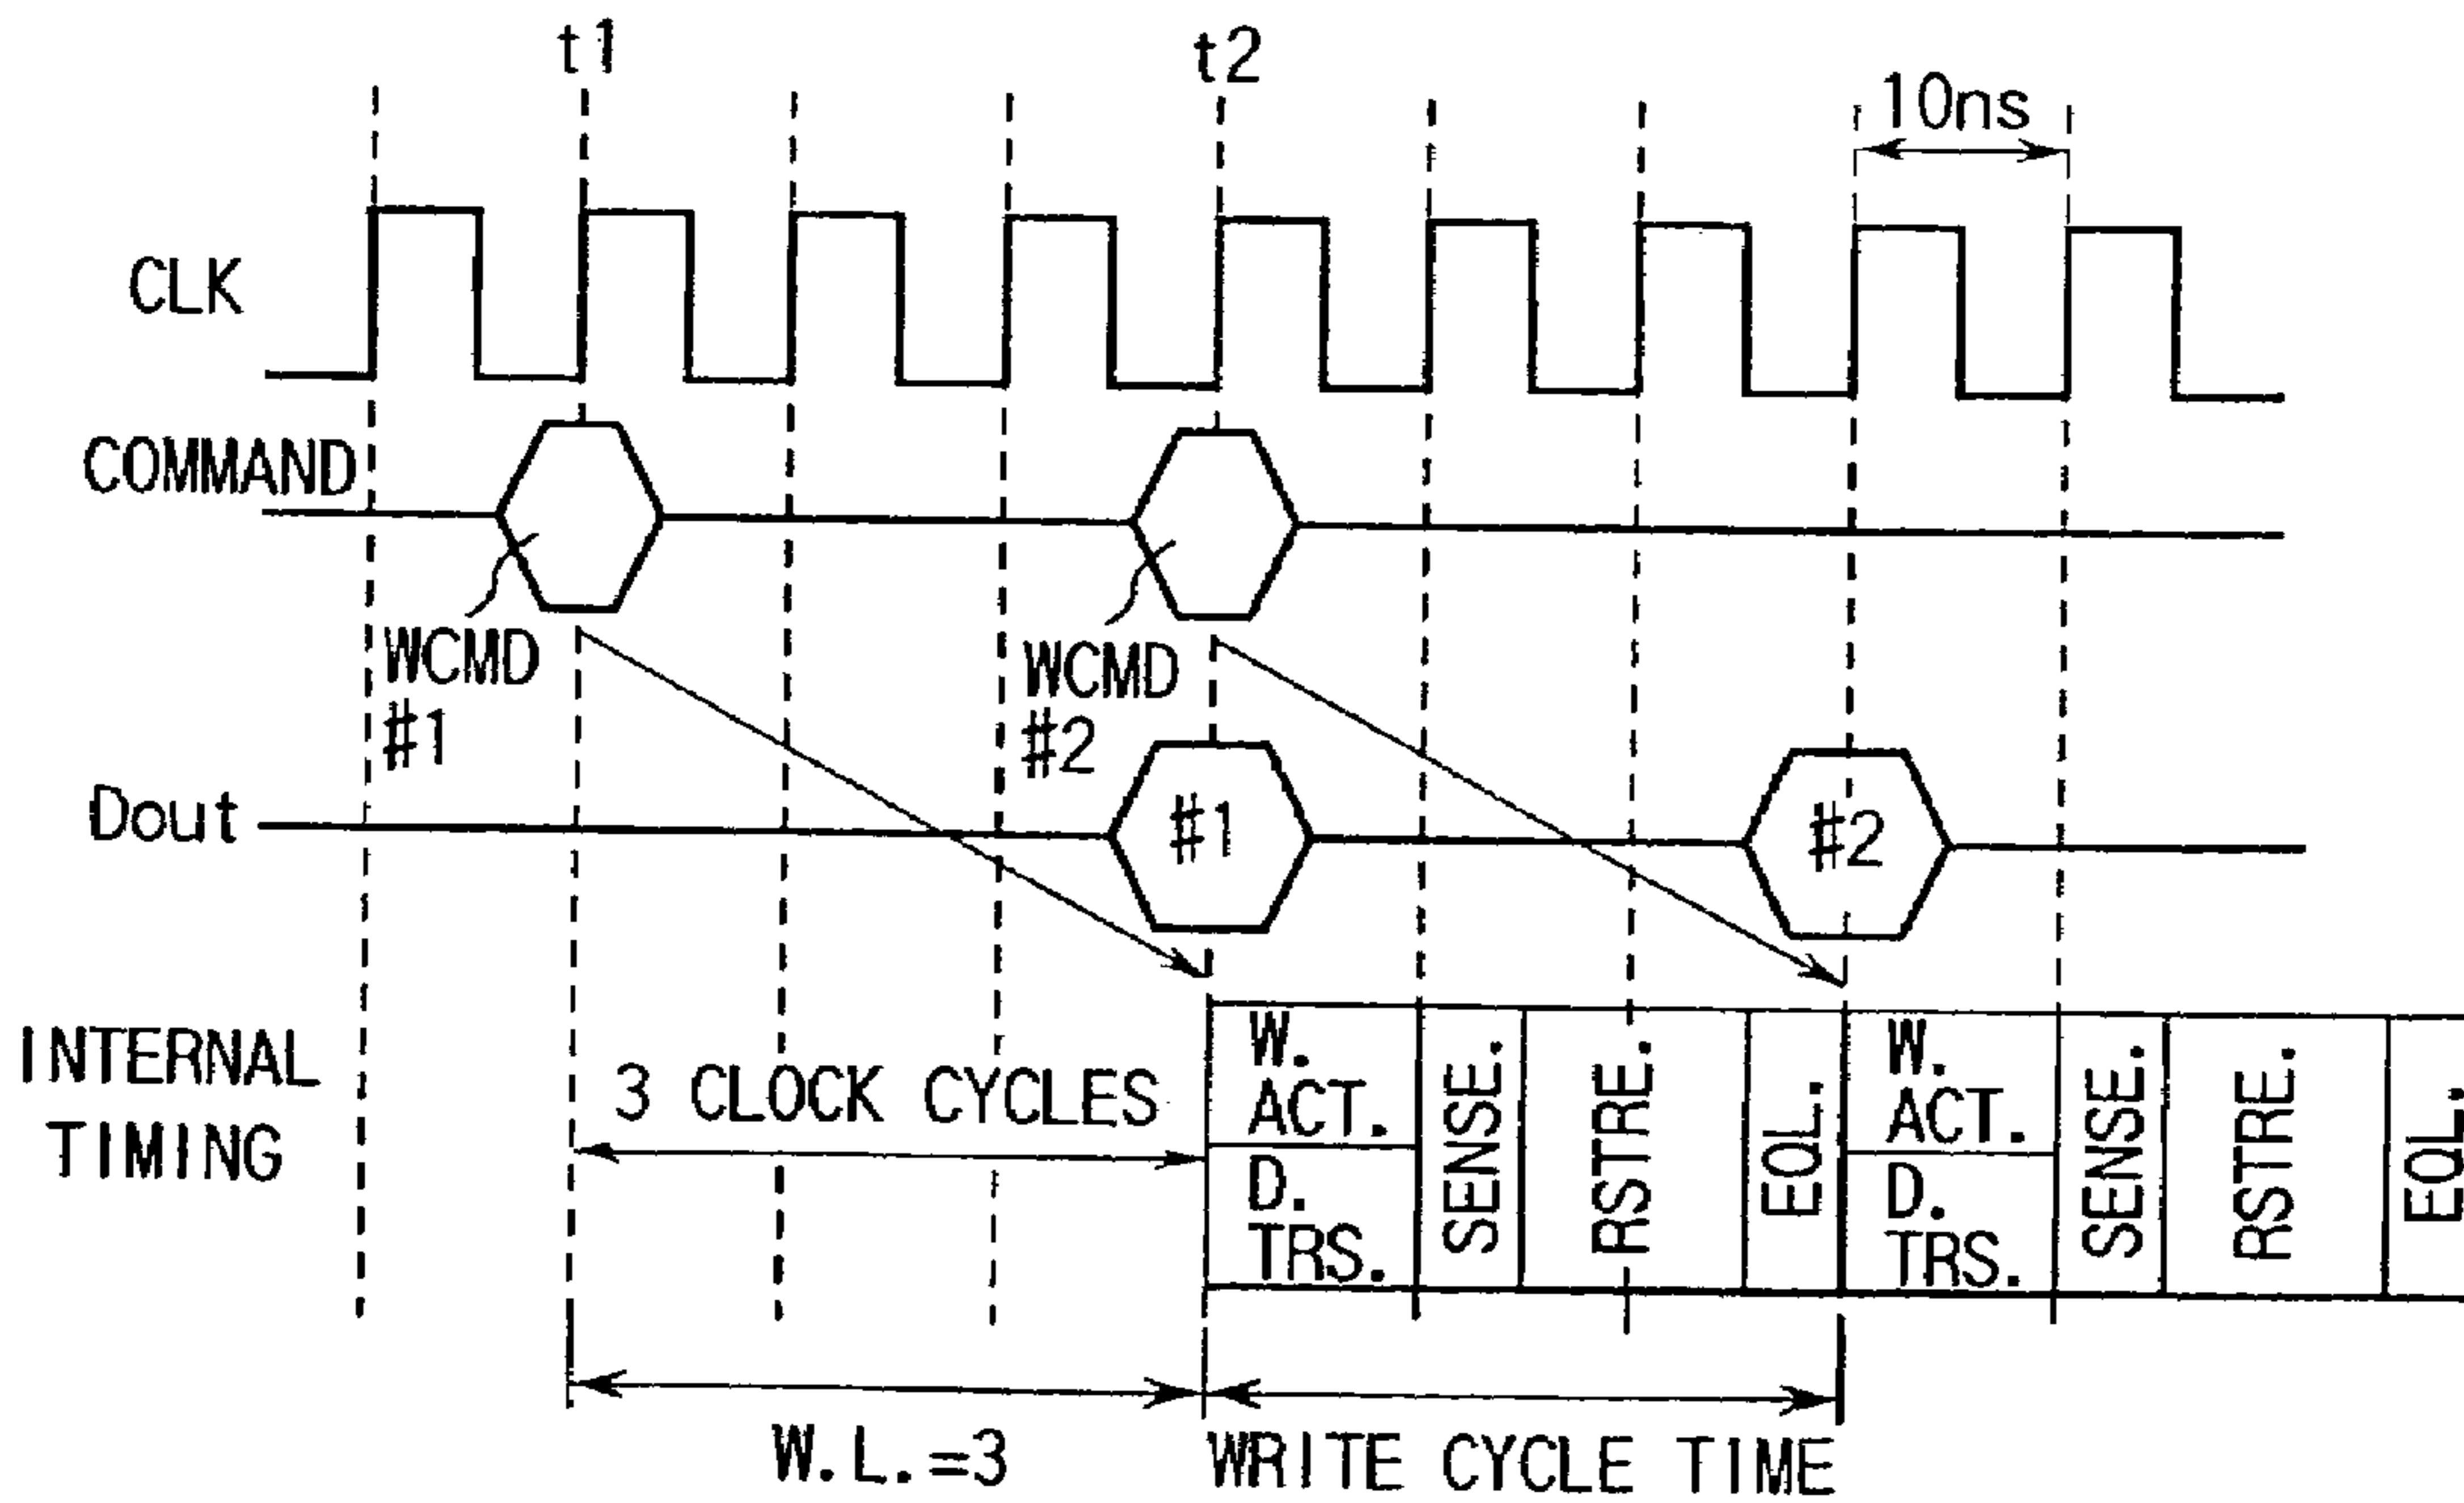 t1
t2
10ns
CLK
COMMAND
WCMD
#1
WCMD
#2
Dout
#1
#2
INTERNAL
TIMING
3 CLOCK CYCLES
W.
ACT.
D.
TRS.
SENSE.
RSTRE.
EQL.
W.
ACT.
D.
TRS.
SENSE.
RSTRE.
EQL.
W.L.=3
WRITE CYCLE TIME